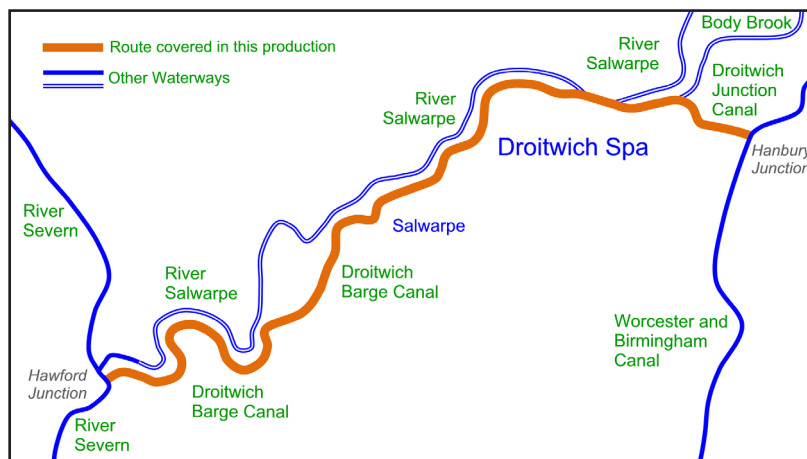 Route covered in this production
Other Waterways
Body Brook
River
Salwarpe
Droitwich
Junction
Canal
River
Salwarpe
Droitwich Spa
Hanbury
Junction
River
Severn
Salwarpe
River
Salwarpe
Droitwich
Barge Canal
Worcester and
Birmingham
Canal
Hawford
Junction
Droitwich
Barge Canal
River
Severn